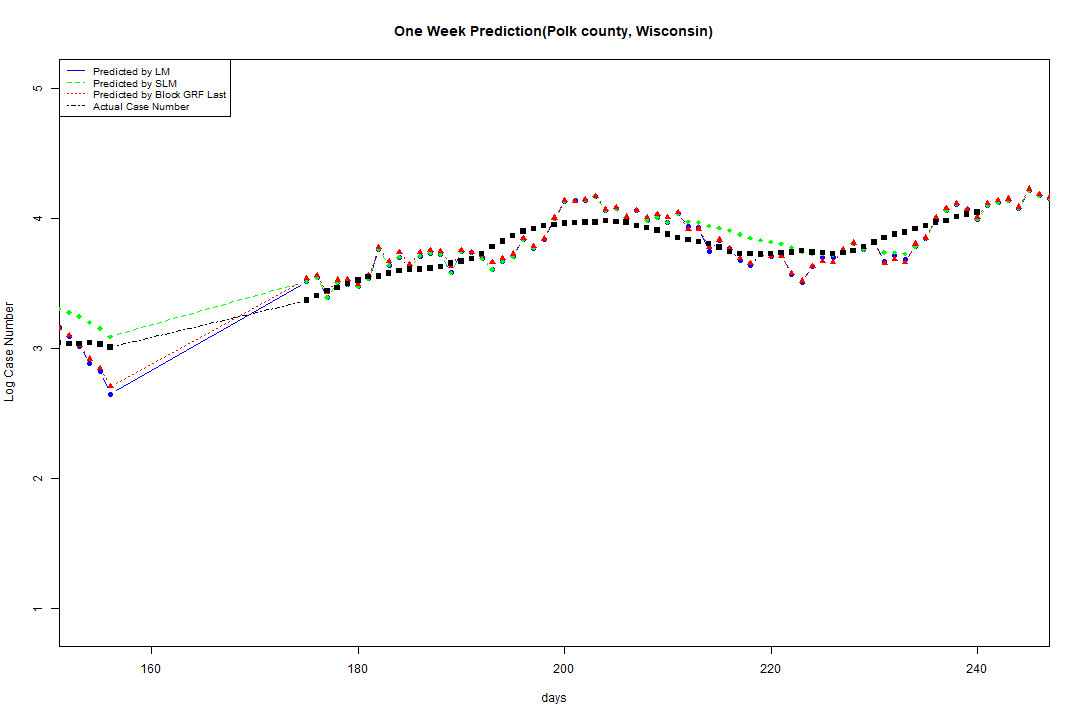 One Week Prediction(Polk county, Wisconsin)
Predicted by LM
Predicted by SLM
Predicted by Block GRF Last
Actual Case Number
5
4
3
2
1
Log Case Number
160 180 200 220 240
days